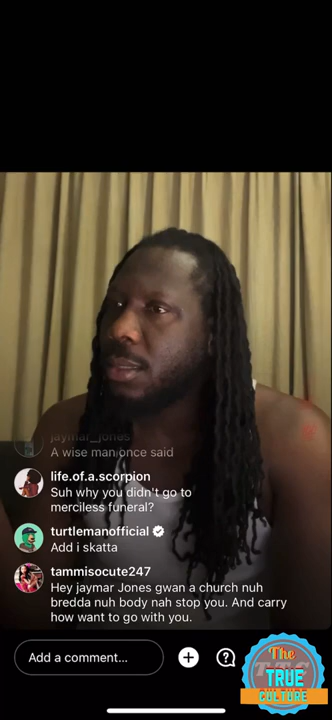 jaymar_jones
A wise man once said
life.of.a.scorpion
Suh why you didn't go to
merciless funeral?
turtlemanofficial
Add i skatta
tammisocute247
Hey jaymar Jones gwan a church nuh
bredda nuh body nah stop you. And carry
how want to go with you.
Add a comment...
The
T.T.C
TRUE
CULTURE